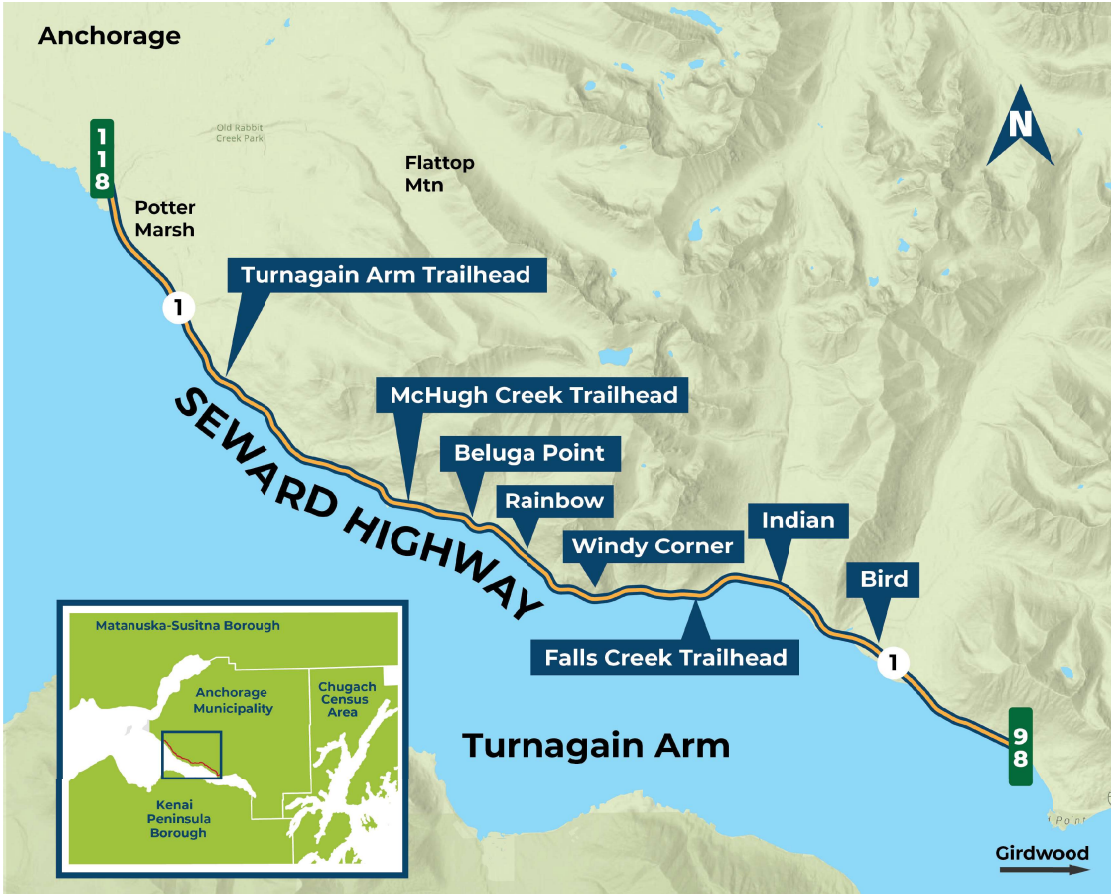 Anchorage
1
1
8
Old Rabbit
Creek Park
Flattop
Mtn
N
Potter
Marsh
Turnagain Arm Trailhead
1
McHugh Creek Trailhead
SEWARD HIGHWAY
Beluga Point
Rainbow
Windy Corner
Indian
Bird
Falls Creek Trailhead
1
Matanuska-Susitna Borough
Anchorage
Municipality
Chugach
Census
Area
Kenai
Peninsula
Borough
Turnagain Arm
9
8
Point
Girdwood